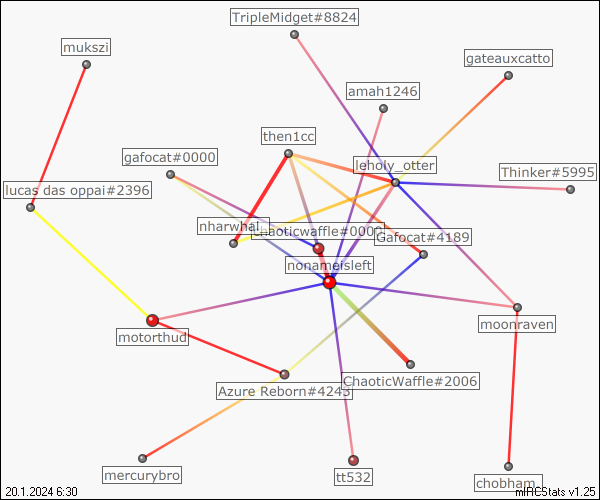 TripleMidget#8824
mukszi
gateauxcatto
amah1246
then1cc
gafocat#0000
leholy_otter
Thinker#5995
lucas das oppai#2396
nharwhal_
Chaoticwaffle#0000
Gafocat#4189
nonameisleft
moonraven
motorthud
ChaoticWaffle#2006
Azure Reborn#4243
mercurybro
tt532
chobham_
20.1.2024 6:30
mIRCStats v1.25